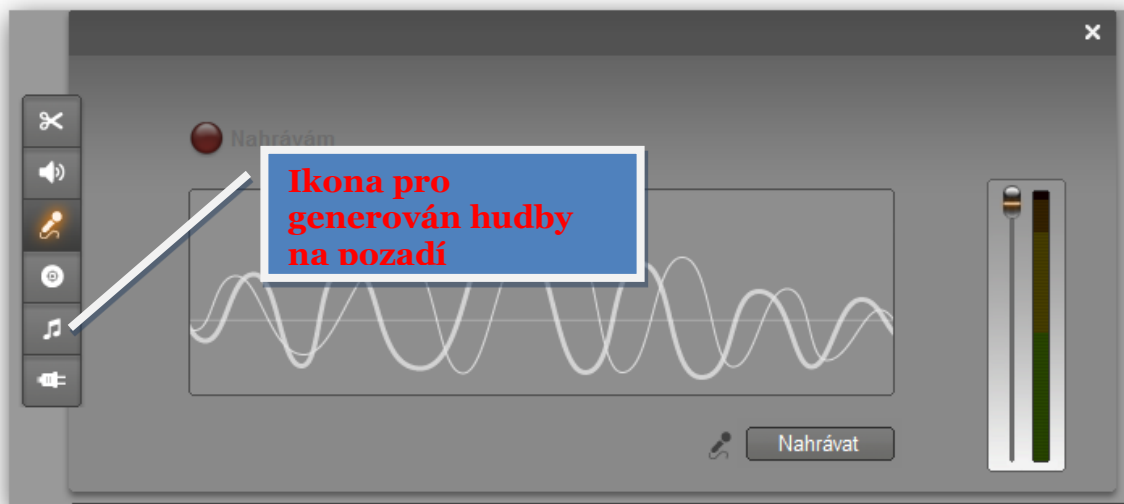 Nahrávám
Ikona pro
generován hudby
na pozadí
Nahrávat